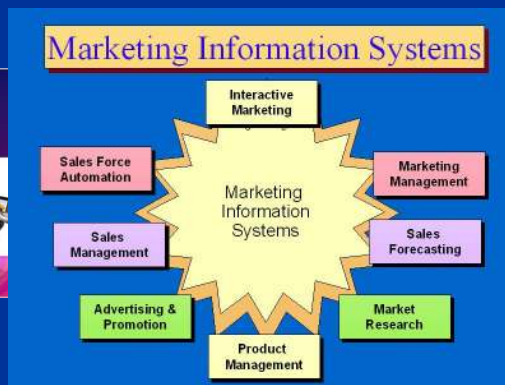 Marketing Information Systems
Interactive
Marketing
Sales Force
Automation
Marketing
Management
Marketing
Information
Systems
Sales
Management
Sales
Forecasting
Advertising &
Promotion
Market
Research
Product
Management